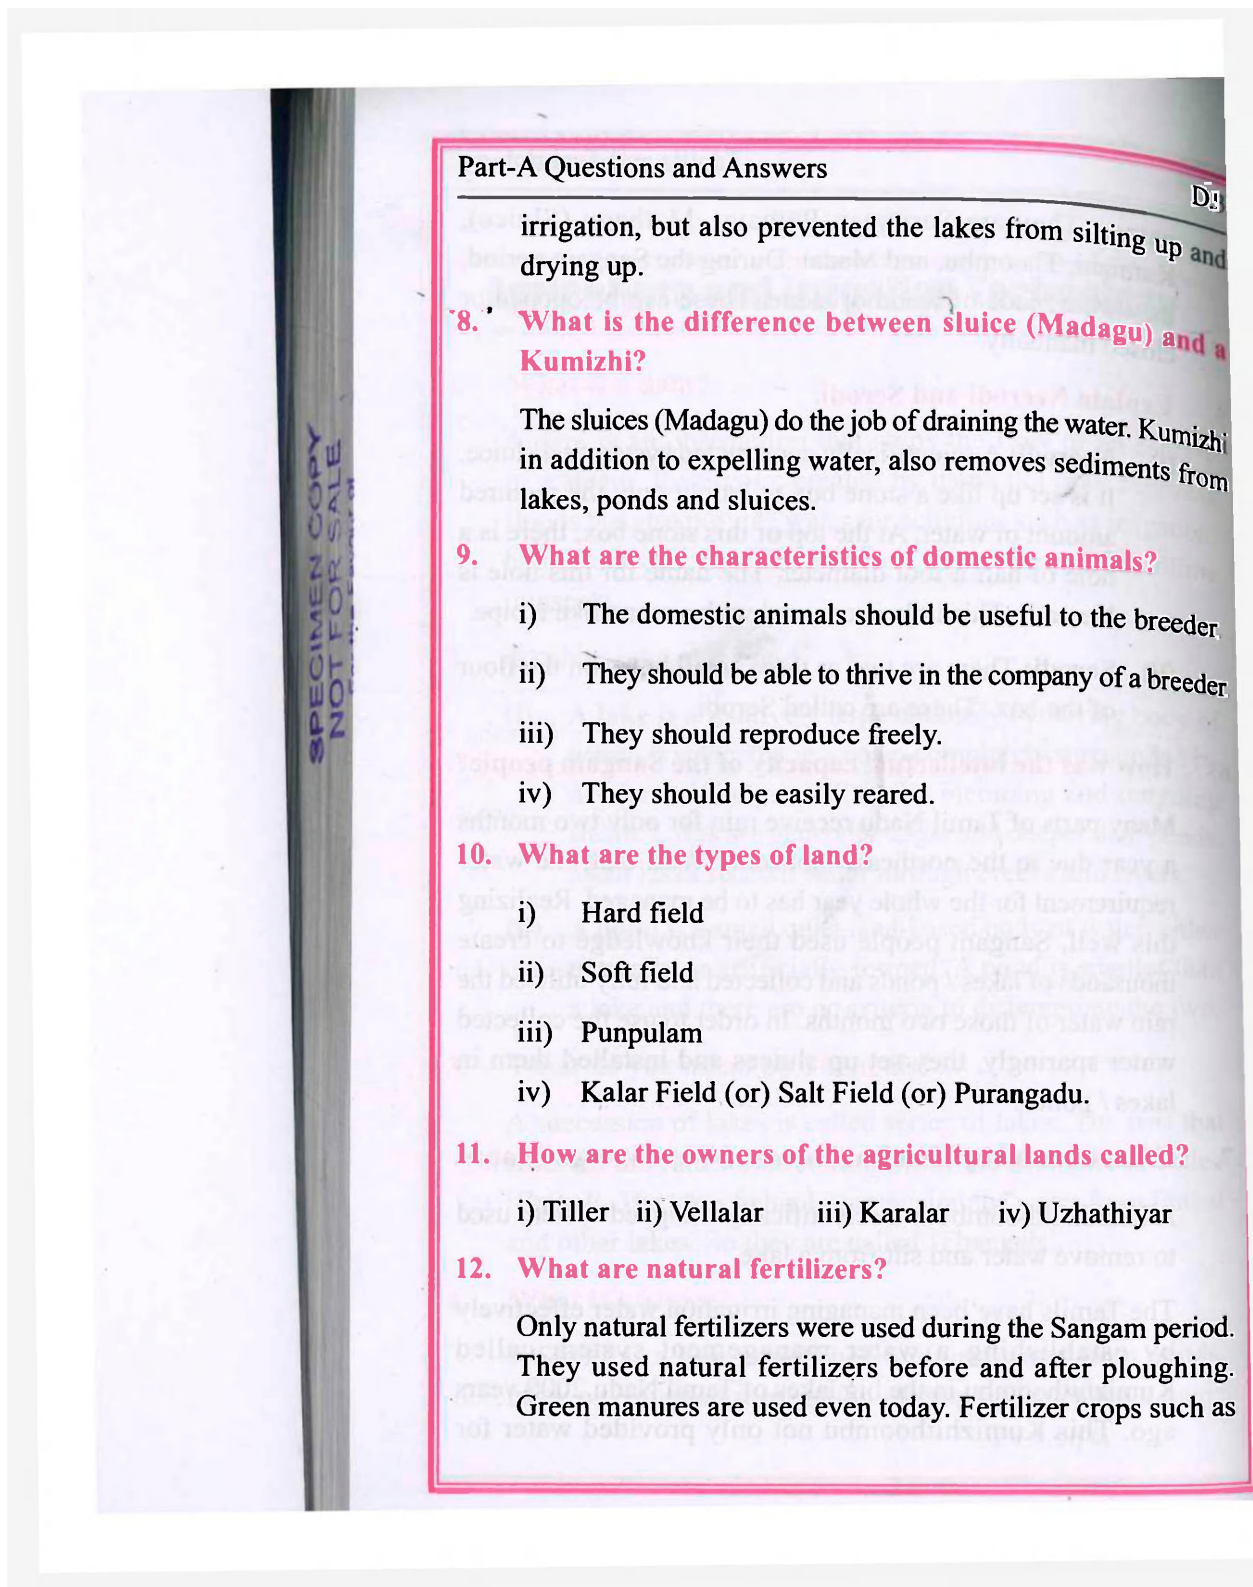 Part-A Questions and Answers
irrigation, but also prevented the lakes from silting up and
drying up.
8. What is the difference between sluice (Madagu) and a
Kumizhi?
The sluices (Madagu) do the job of draining the water. Kumizhi
in addition to expelling water, also removes sediments from
lakes, ponds and sluices.
9. What are the characteristics of domestic animals?
i) The domestic animals should be useful to the breeder.
ii) They should be able to thrive in the company of a breeder
iii) They should reproduce freely.
iv) They should be easily reared.
10. What are the types of land?
i) Hard field
ii) Soft field
iii) Punpulam
iv) Kalar Field (or) Salt Field (or) Purangadu.
11. How are the owners of the agricultural lands called?
i) Tiller ii) Vellalar iii) Karalar iv) Uzhathiyar
12. What are natural fertilizers?
Only natural fertilizers were used during the Sangam period.
They used natural fertilizers before and after ploughing.
Green manures are used even today. Fertilizer crops such as
SPECIMEN COPY
NOT FOR SALE